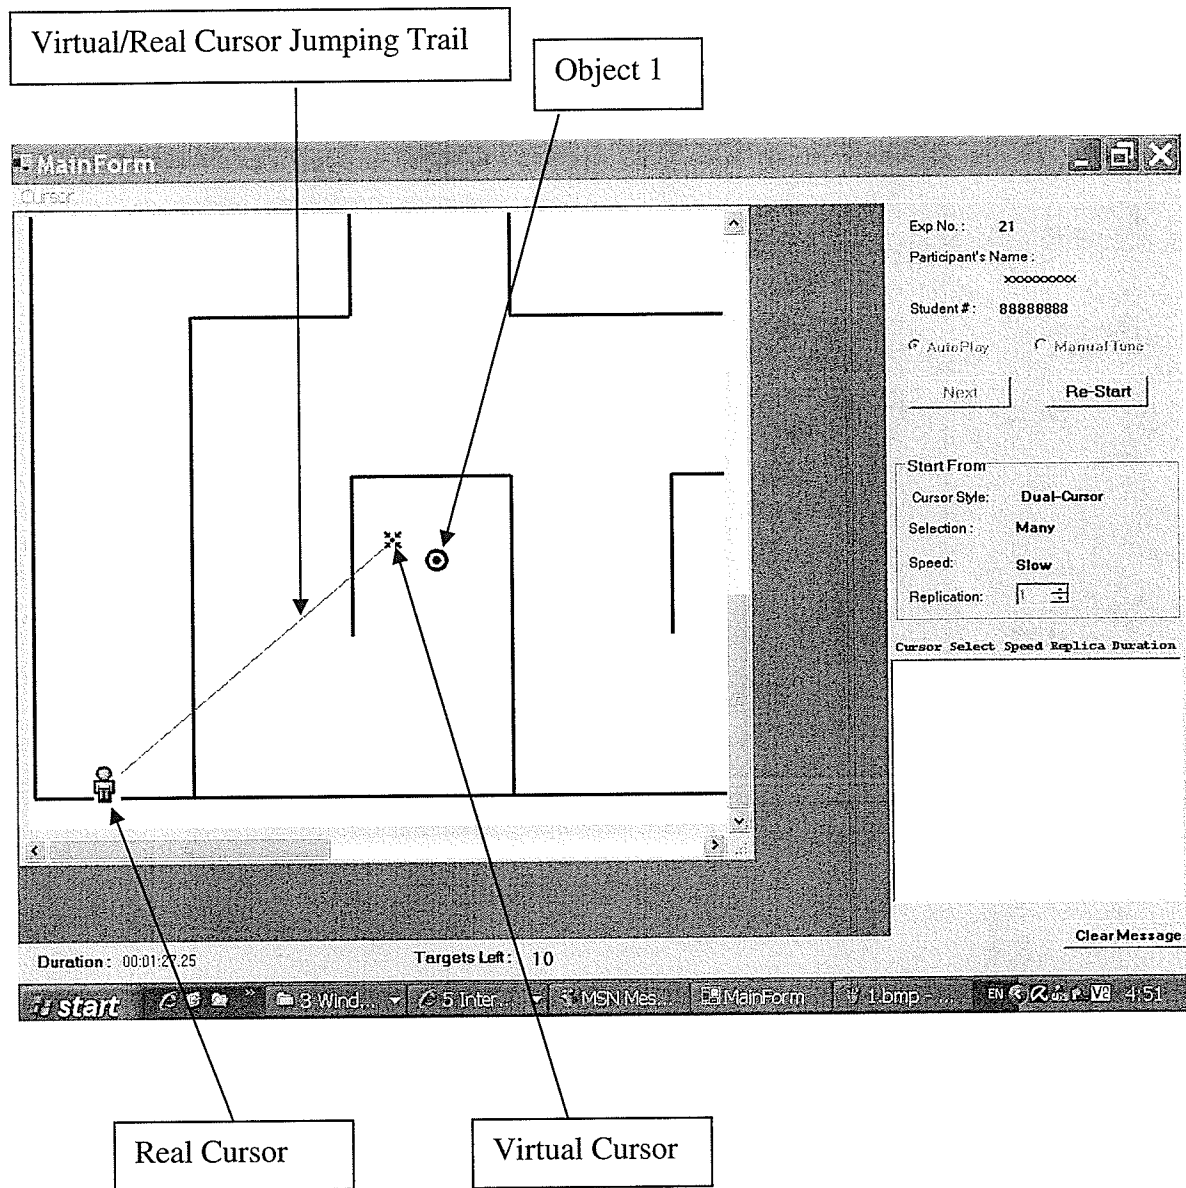 Virtual/Real Cursor Jumping Trail
Object 1
MainForm
Cursor
Exp No. : 21
Participant's Name :
xxxxxxxxx
Student # : 88888888
AutoPlay Manual Tune
Next Re-Start
Start From
Cursor Style: Dual-Cursor
Selection : Many
Speed: Slow
Replication: 1
Cursor Select Speed Replica Duration
Clear Message
Duration : 00:01:27.25 Targets Left : 10
start 3 Wind... 5 Inter... MSN Mes... MainForm 1.bmp - ... EN 4:51
Real Cursor
Virtual Cursor